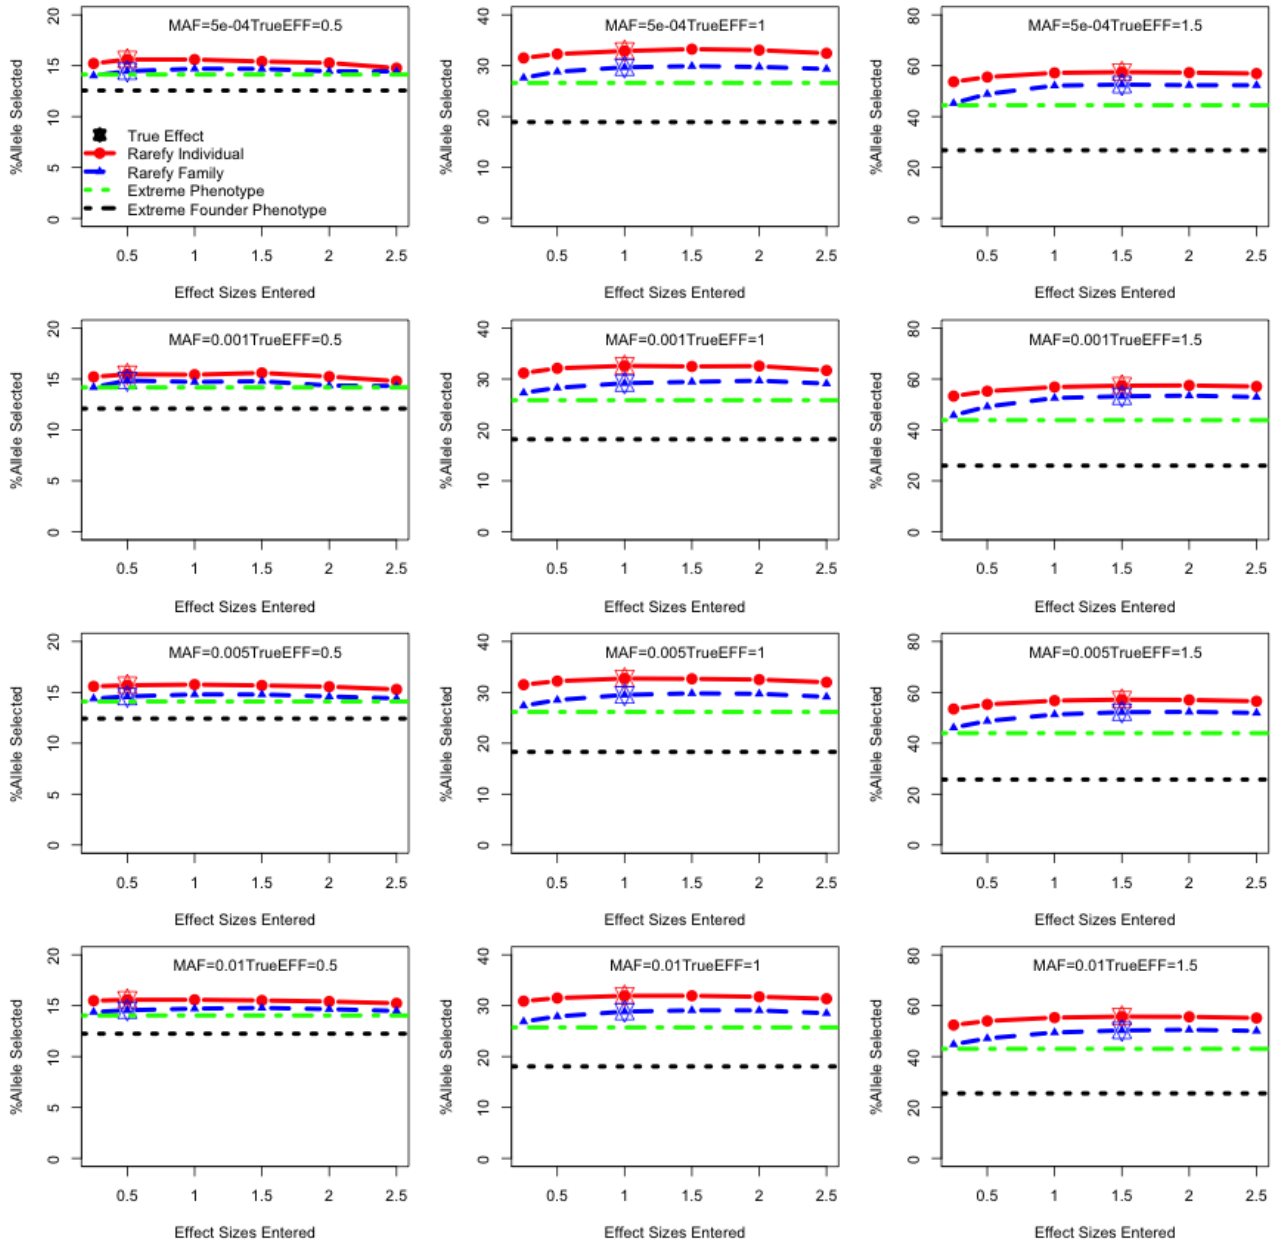 MAF=5e-04TrueEFF=0.5
%Allele Selected
0
5
10
15
20
True Effect
Rarefy Individual
Rarefy Family
Extreme Phenotype
Extreme Founder Phenotype
0.5
1
1.5
2
2.5
Effect Sizes Entered
MAF=5e-04TrueEFF=1
%Allele Selected
0
10
20
30
40
0.5
1
1.5
2
2.5
Effect Sizes Entered
MAF=5e-04TrueEFF=1.5
%Allele Selected
0
20
40
60
80
0.5
1
1.5
2
2.5
Effect Sizes Entered
MAF=0.001TrueEFF=0.5
%Allele Selected
0
5
10
15
20
0.5
1
1.5
2
2.5
Effect Sizes Entered
MAF=0.001TrueEFF=1
%Allele Selected
0
10
20
30
40
0.5
1
1.5
2
2.5
Effect Sizes Entered
MAF=0.001TrueEFF=1.5
%Allele Selected
0
20
40
60
80
0.5
1
1.5
2
2.5
Effect Sizes Entered
MAF=0.005TrueEFF=0.5
%Allele Selected
0
5
10
15
20
0.5
1
1.5
2
2.5
Effect Sizes Entered
MAF=0.005TrueEFF=1
%Allele Selected
0
10
20
30
40
0.5
1
1.5
2
2.5
Effect Sizes Entered
MAF=0.005TrueEFF=1.5
%Allele Selected
0
20
40
60
80
0.5
1
1.5
2
2.5
Effect Sizes Entered
MAF=0.01TrueEFF=0.5
%Allele Selected
0
5
10
15
20
0.5
1
1.5
2
2.5
Effect Sizes Entered
MAF=0.01TrueEFF=1
%Allele Selected
0
10
20
30
40
0.5
1
1.5
2
2.5
Effect Sizes Entered
MAF=0.01TrueEFF=1.5
%Allele Selected
0
20
40
60
80
0.5
1
1.5
2
2.5
Effect Sizes Entered